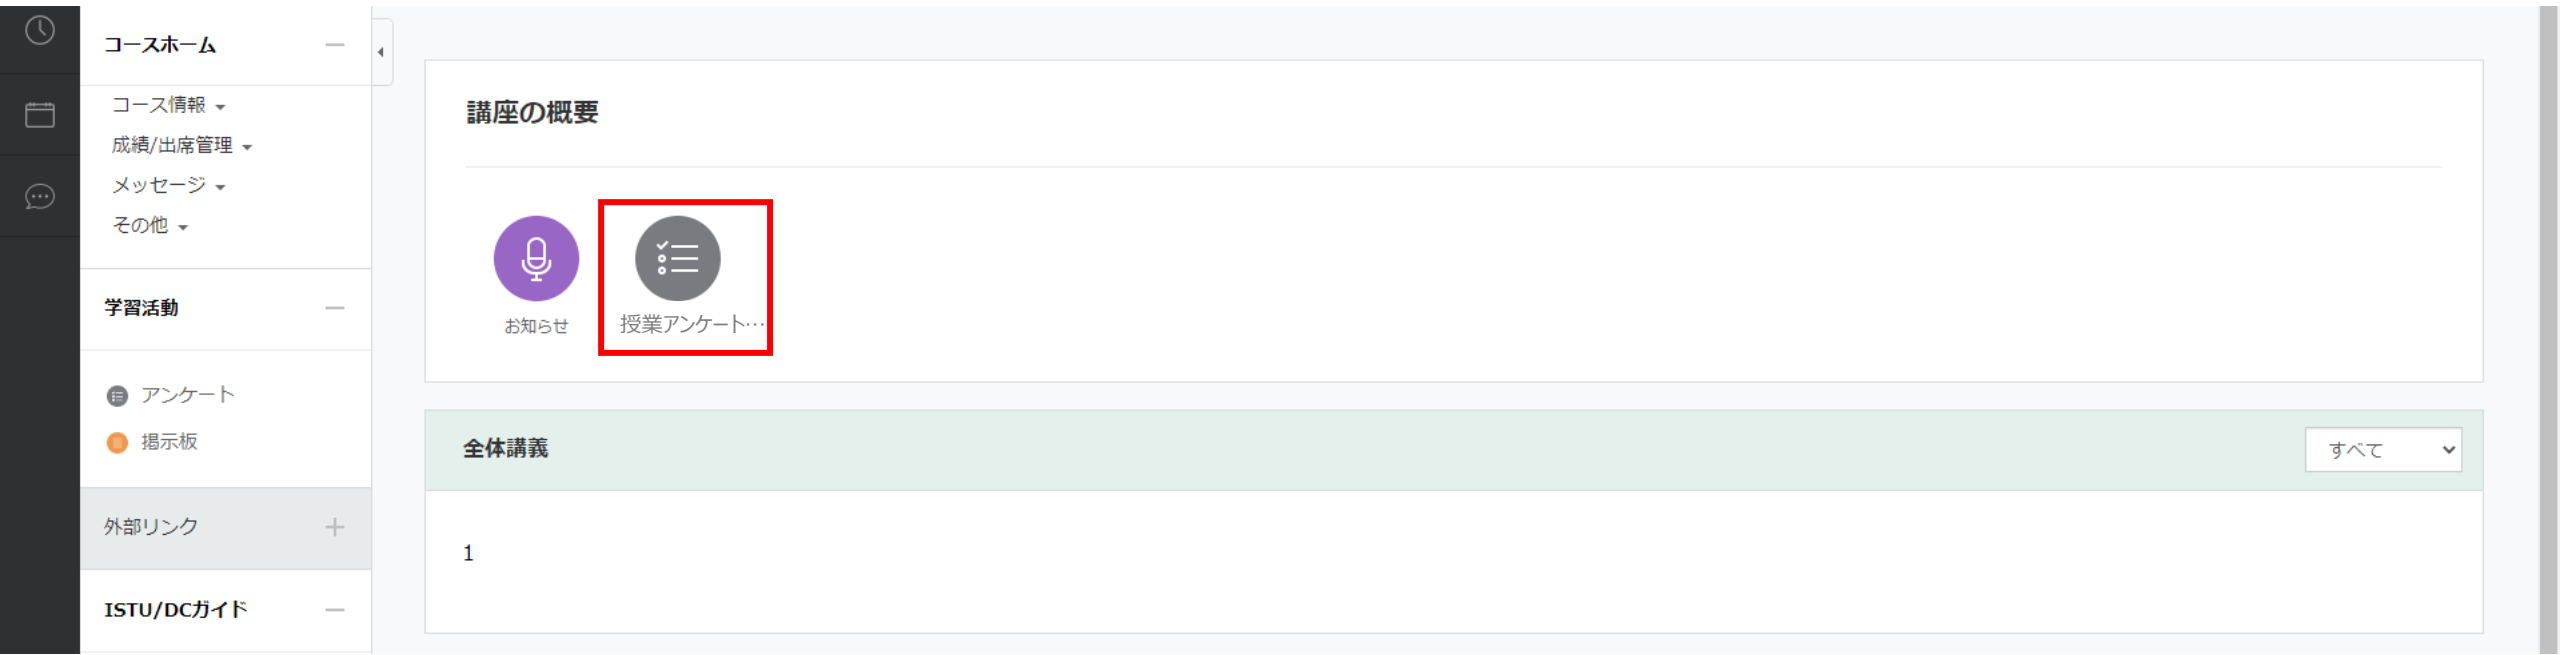 コースホーム
コース情報
成績/出席管理
メッセージ
その他
学習活動
アンケート
掲示板
外部リンク
ISTU/DCガイド
講座の概要
お知らせ
授業アンケート…
全体講義
すべて
1